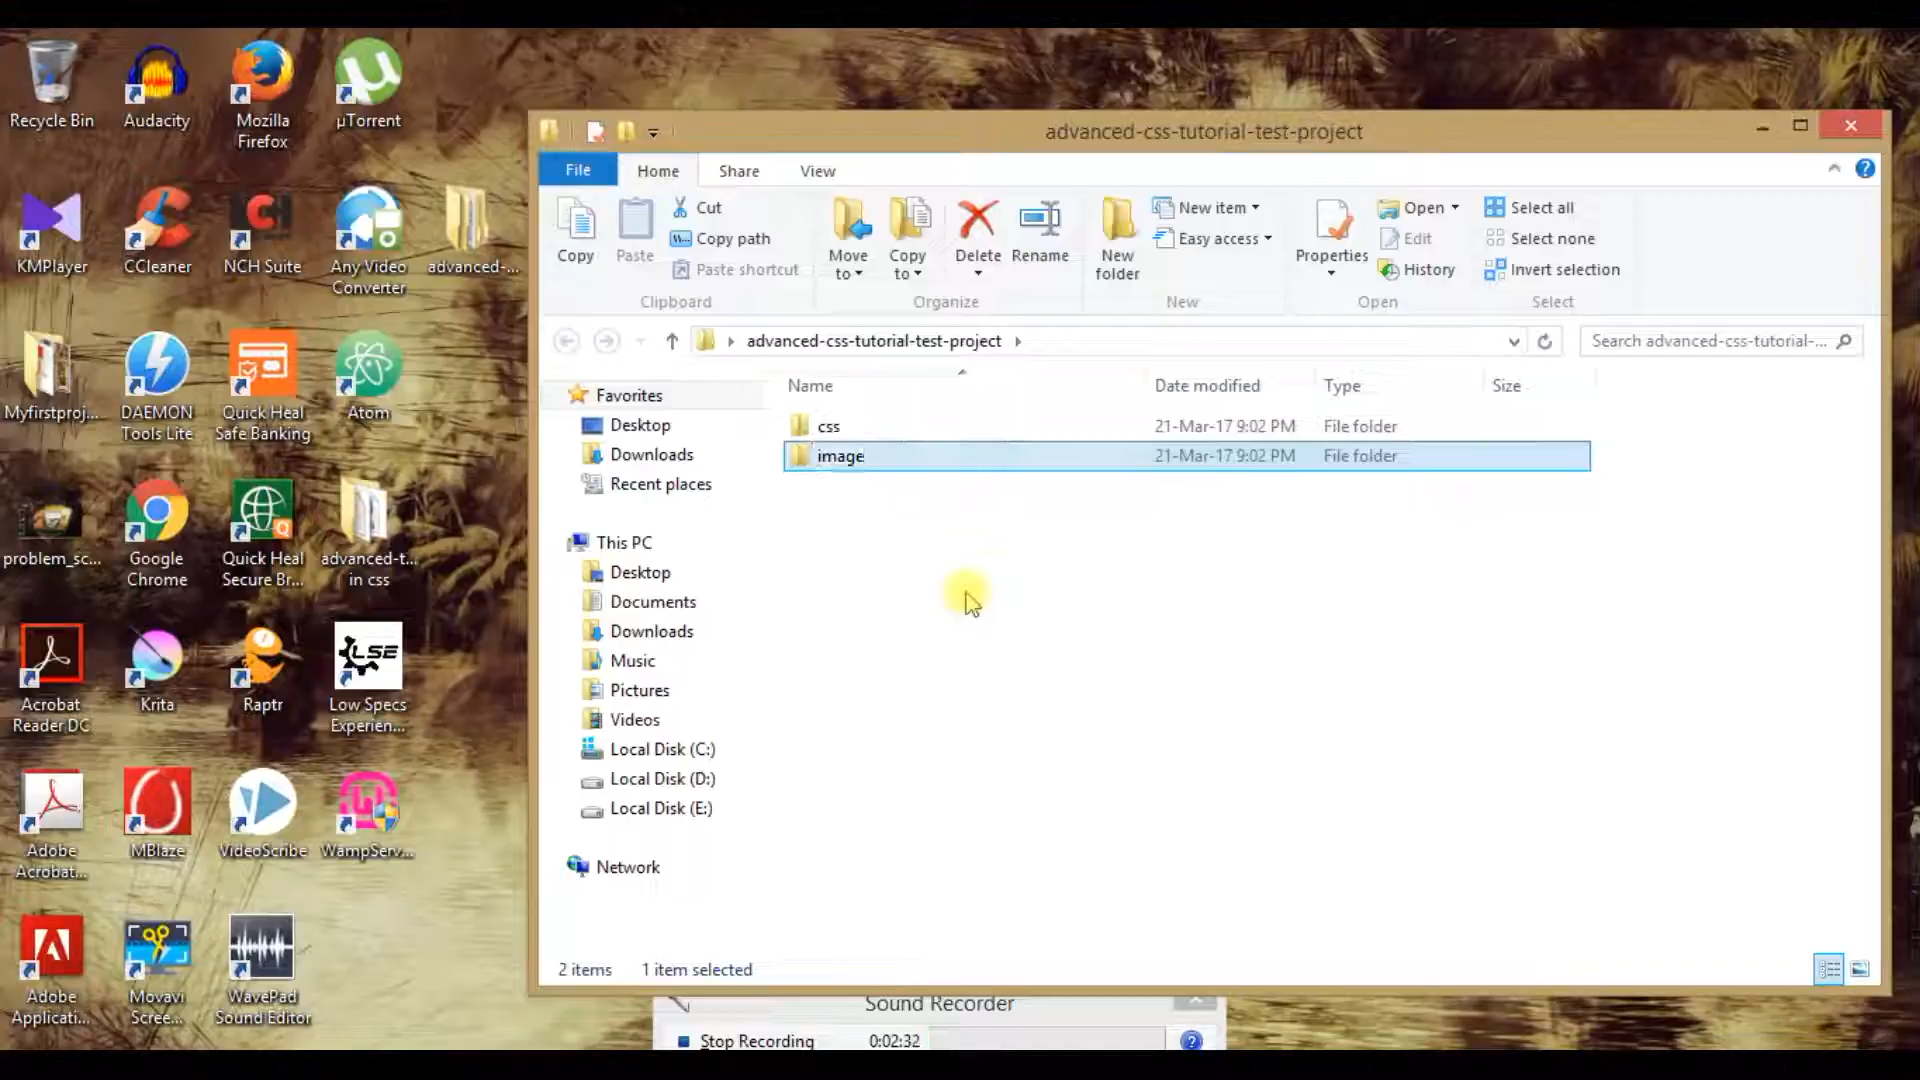 Recycle Bin
Audacity
Mozilla
Firefox
µTorrent
KMPlayer
CCleaner
NCH Suite
Any Video
Converter
advanced-...
Myfirstproj...
DAEMON
Tools Lite
Quick Heal
Safe Banking
Atom
problem_sc...
Google
Chrome
Quick Heal
Secure Br...
advanced-t...
in css
Acrobat
Reader DC
Krita
Raptr
LSE
Low Specs
Experien...
Adobe
Acrobat...
MBlaze
VideoScribe
WampServ...
Adobe
Applicati...
Movavi
Scree...
WavePad
Sound Editor
advanced-css-tutorial-test-project
File
Home
Share
View
Copy
Paste
Cut
Copy path
Paste shortcut
Clipboard
Move
to
Copy
to
Delete
Rename
Organize
New
folder
New item
Easy access
New
Properties
Open
Edit
History
Open
Select all
Select none
Invert selection
Select
advanced-css-tutorial-test-project
Search advanced-css-tutorial-...
Name
Date modified
Type
Size
css
21-Mar-17 9:02 PM
File folder
image
21-Mar-17 9:02 PM
File folder
Favorites
Desktop
Downloads
Recent places
This PC
Desktop
Documents
Downloads
Music
Pictures
Videos
Local Disk (C:)
Local Disk (D:)
Local Disk (E:)
Network
2 items
1 item selected
Sound Recorder
Stop Recording
0:02:32